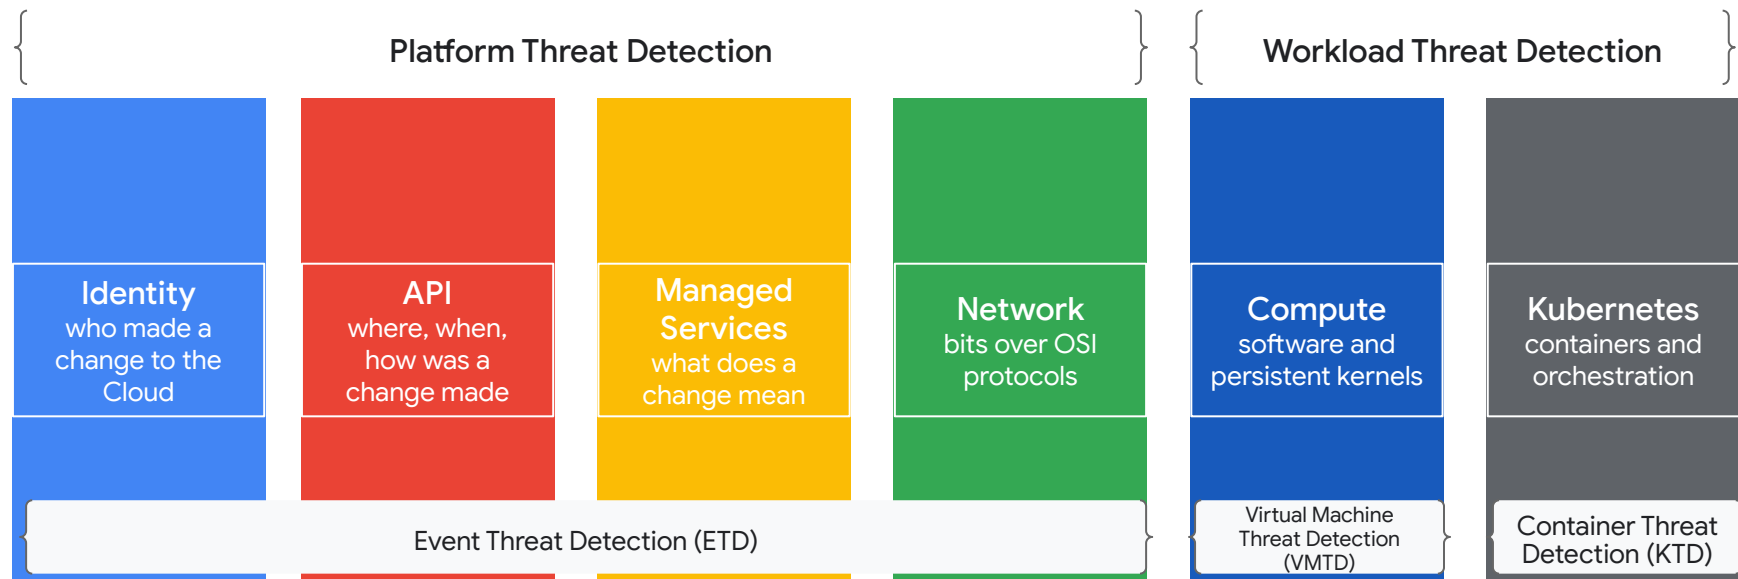 Platform Threat Detection
Workload Threat Detection
Identity
who made a
change to the
Cloud
API
where, when,
how was a
change made
Managed
Services
what does a
change mean
Network
bits over OSI
protocols
Compute
software and
persistent kernels
Kubernetes
containers and
orchestration
Event Threat Detection (ETD)
Virtual Machine
Threat Detection
(VMTD)
Container Threat
Detection (KTD)